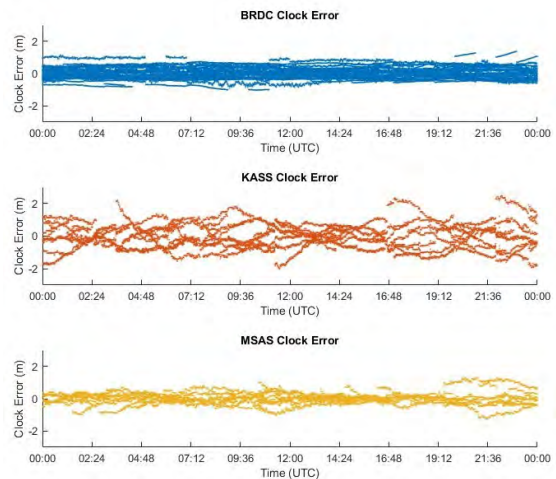 BRDC Clock Error
Clock Error (m)
2
0
-2
00:00 02:24 04:48 07:12 09:36 12:00 14:24 16:48 19:12 21:36 00:00
Time (UTC)
KASS Clock Error
Clock Error (m)
2
0
-2
00:00 02:24 04:48 07:12 09:36 12:00 14:24 16:48 19:12 21:36 00:00
Time (UTC)
MSAS Clock Error
Clock Error (m)
2
0
-2
00:00 02:24 04:48 07:12 09:36 12:00 14:24 16:48 19:12 21:36 00:00
Time (UTC)